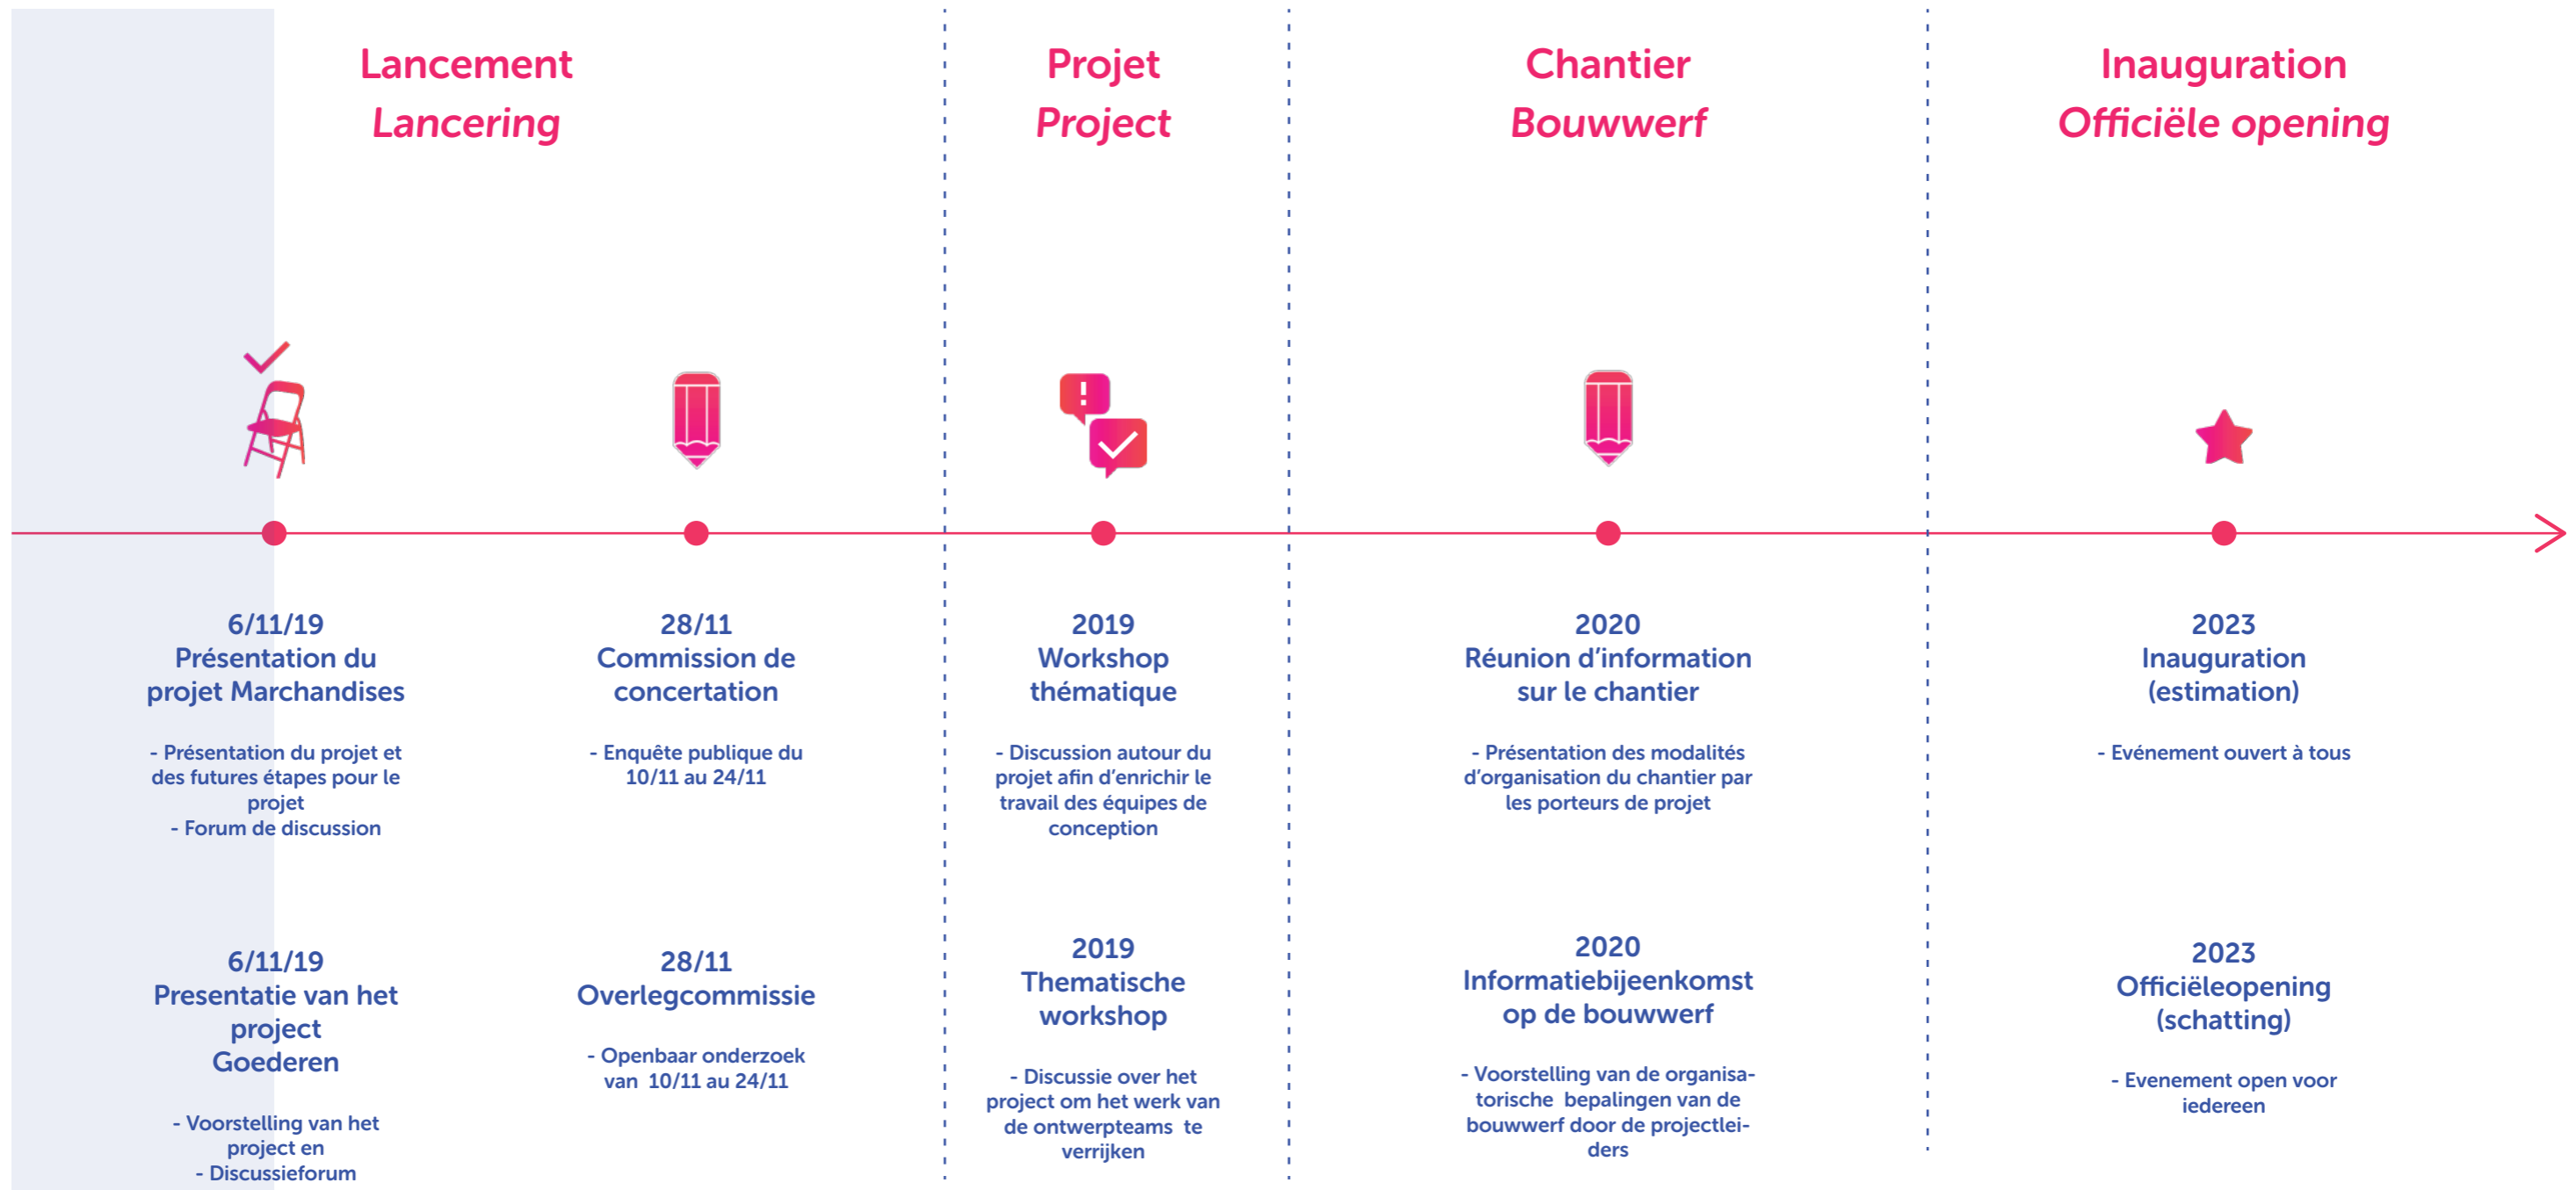 Lancement
Lancering
Projet
Project
Chantier
Bouwwerf
Inauguration
Officiële opening
6/11/19
Présentation du
projet Marchandises
- Présentation du projet et
des futures étapes pour le
projet
- Forum de discussion
28/11
Commission de
concertation
- Enquête publique du
10/11 au 24/11
2019
Workshop
thématique
- Discussion autour du
projet afin d'enrichir le
travail des équipes de
conception
2020
Réunion d'information
sur le chantier
- Présentation des modalités
d'organisation du chantier par
les porteurs de projet
2023
Inauguration
(estimation)
- Evénement ouvert à tous
6/11/19
Presentatie van het
project
Goederen
- Voorstelling van het
project en
- Discussieforum
28/11
Overlegcommissie
- Openbaar onderzoek
van 10/11 au 24/11
2019
Thematische
workshop
- Discussie over het
project om het werk van
de ontwerpteams te
verrijken
2020
Informatiebijeenkomst
op de bouwwerf
- Voorstelling van de organisa-
torische bepalingen van de
bouwwerf door de projectlei-
ders
2023
Officiëleopening
(schatting)
- Evenement open voor
iedereen